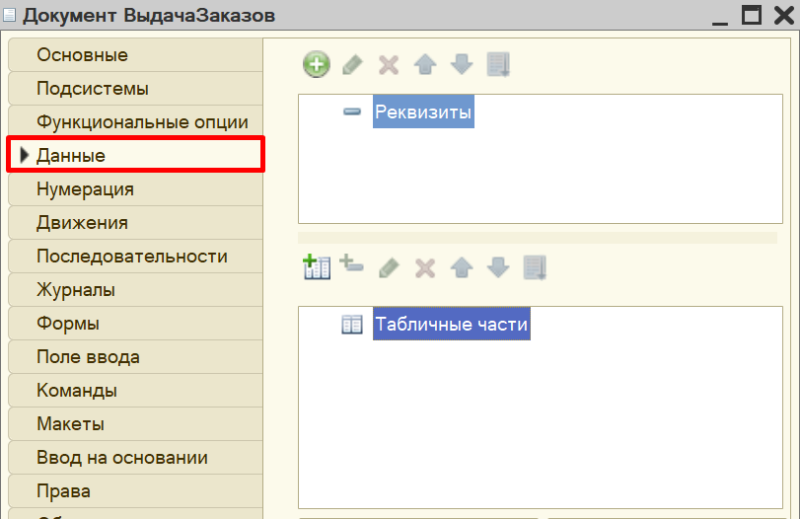 Документ ВыдачаЗаказов
Основные
Подсистемы
Функциональные опции
Данные
Нумерация
Движения
Последовательности
Журналы
Формы
Поле ввода
Команды
Макеты
Ввод на основании
Права
Реквизиты
Табличные части